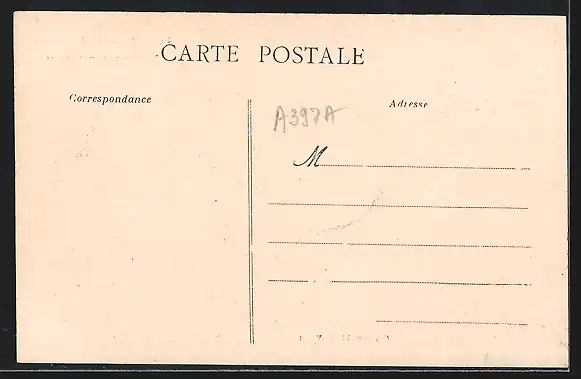 CARTE POSTALE
Correspondance
Adresse
A397A
M